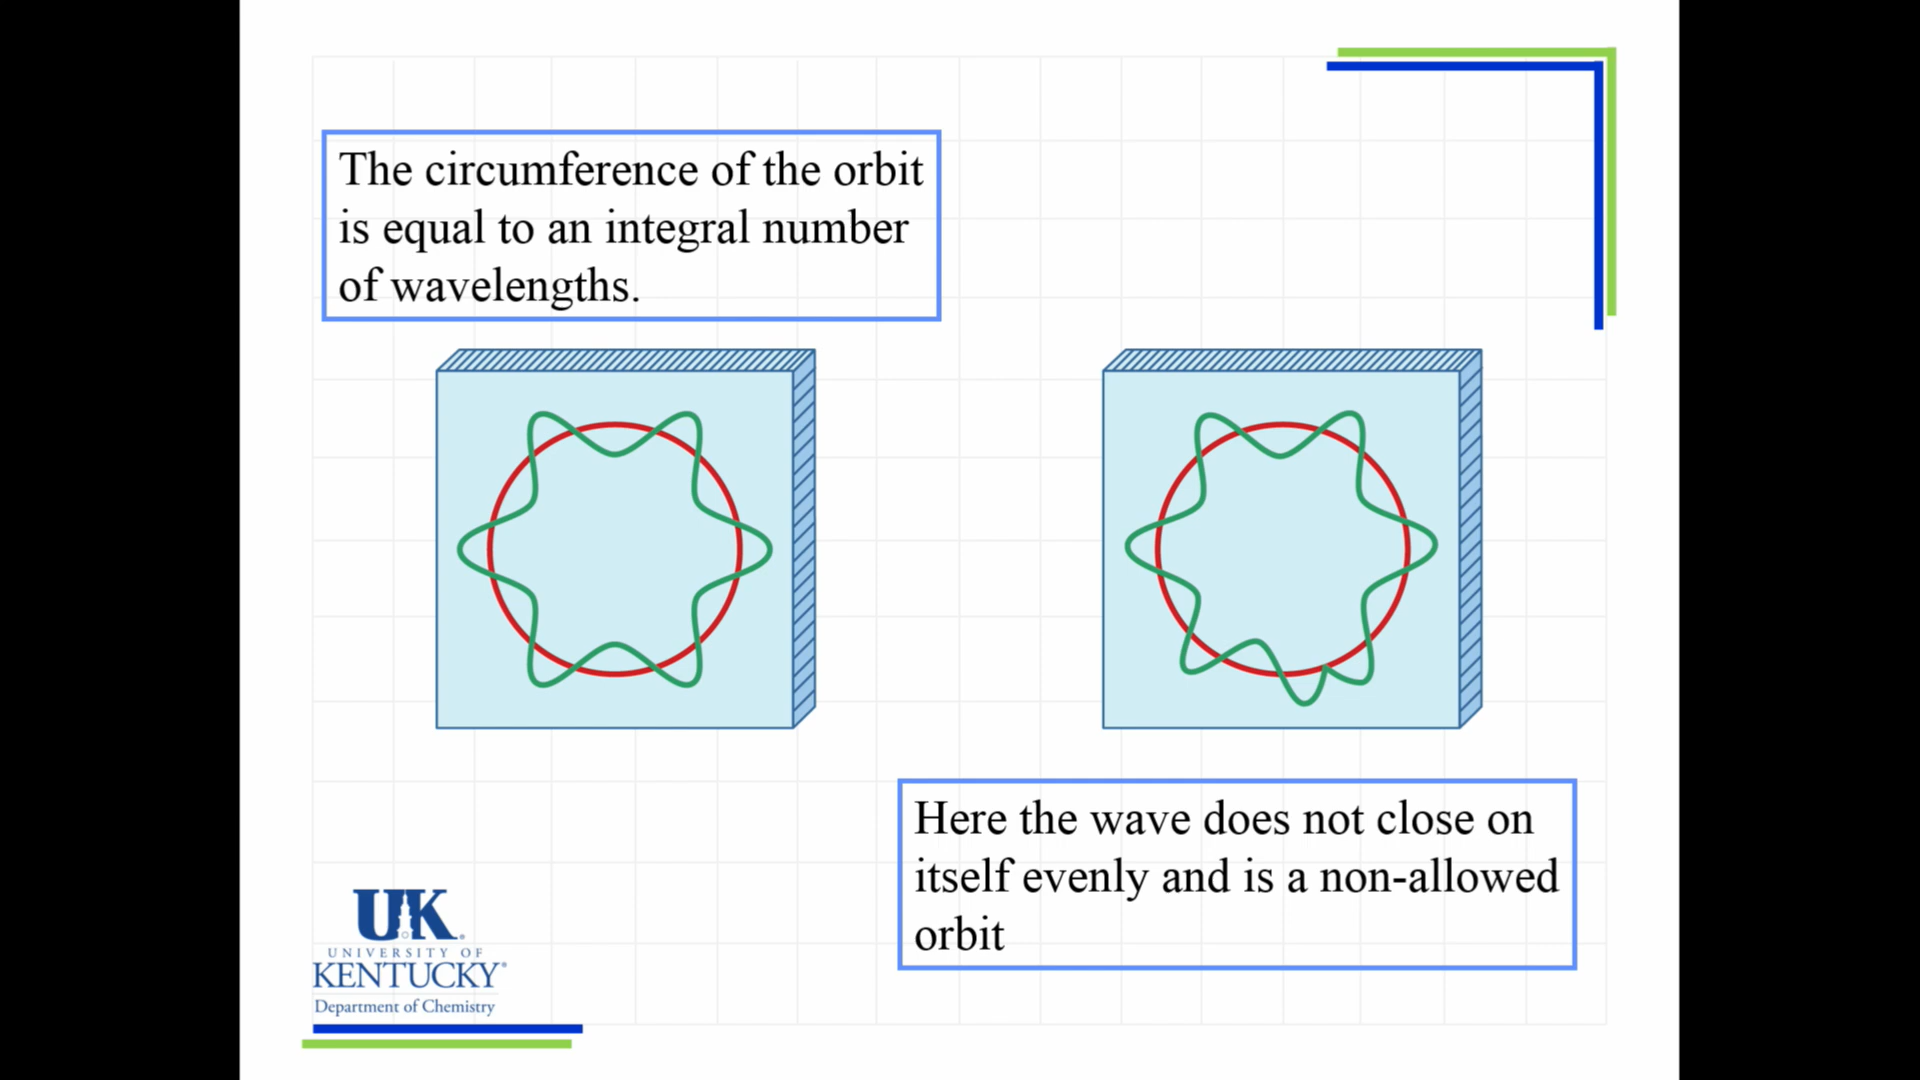 The circumference of the orbit
is equal to an integral number
of wavelengths.
Here the wave does not close on
itself evenly and is a non-allowed
orbit
UK
UNIVERSITY OF
KENTUCKY®
Department of Chemistry